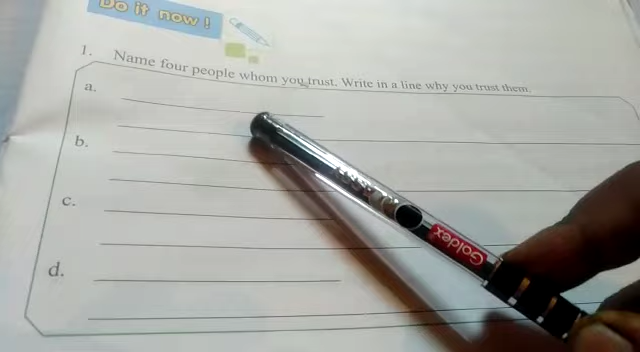 Do it now !
1. Name four people whom you trust. Write in a line why you trust them.
a.
b.
c.
d.
Goldex